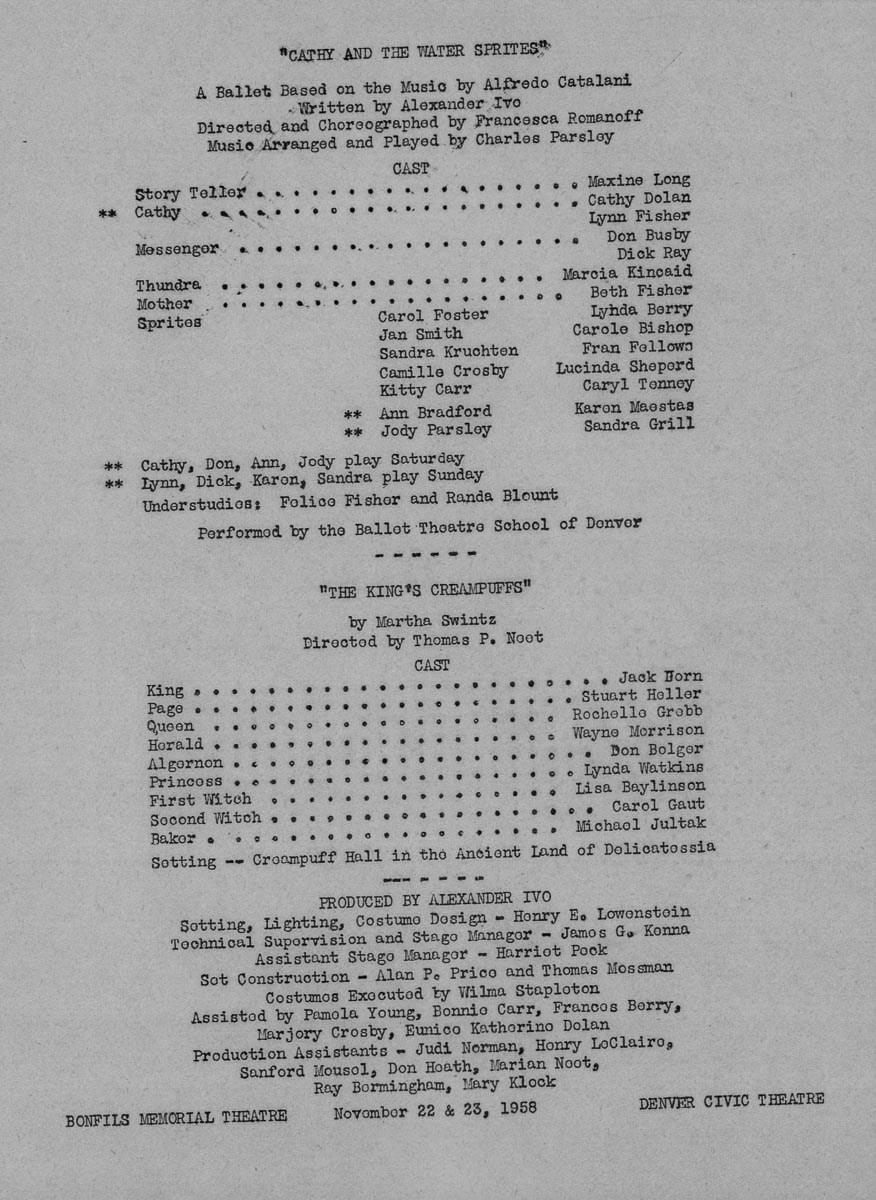 "CATHY AND THE WATER SPRITES"
A Ballet Based on the Music by Alfredo Catalani
Written by Alexander Ivo
Directed and Choreographed by Francesca Romanoff
Music Arranged and Played by Charles Parsley
CAST
Story Teller . . . . . . . . . . . . . . . . . . Maxine Long
** Cathy . . . . . . . . . . . . . . . . . . . . . Cathy Dolan
Lynn Fisher
Messenger . . . . . . . . . . . . . . . . . . . Don Busby
Dick Ray
Thundra . . . . . . . . . . . . . . . . . . Marcia Kincaid
Mother . . . . . . . . . . . . . . . . . . . Beth Fisher
Sprites Carol Foster Lynda Berry
Jan Smith Carole Bishop
Sandra Kruchten Fran Fellows
Camille Crosby Lucinda Sheperd
Kitty Carr Caryl Tenney
** Ann Bradford Karen Maestas
** Jody Parsley Sandra Grill
** Cathy, Don, Ann, Jody play Saturday
** Lynn, Dick, Karen, Sandra play Sunday
Understudies: Felice Fisher and Randa Blount
Performed by the Ballet Theatre School of Denver
- - - - - -
"THE KING'S CREAMPUFFS"
by Martha Swintz
Directed by Thomas P. Noet
CAST
King . . . . . . . . . . . . . . . . . . . . . . . Jack Horn
Page . . . . . . . . . . . . . . . . . . . . . Stuart Heller
Queen . . . . . . . . . . . . . . . . . . . Rochelle Grebb
Herald . . . . . . . . . . . . . . . . . . . Wayne Morrison
Algernon . . . . . . . . . . . . . . . . . . . . Don Bolger
Princess . . . . . . . . . . . . . . . . . . . Lynda Watkins
First Witch . . . . . . . . . . . . . . . . Lisa Baylinson
Second Witch . . . . . . . . . . . . . . . . . . Carol Gaut
Baker . . . . . . . . . . . . . . . . . . . Michael Jultak
Setting -- Creampuff Hall in the Ancient Land of Delicatessia
-- - - - - -
PRODUCED BY ALEXANDER IVO
Setting, Lighting, Costume Design - Henry E. Lowenstein
Technical Supervision and Stage Manager - James G. Kenna
Assistant Stage Manager - Harriet Peck
Set Construction - Alan P. Price and Thomas Mossman
Costumes Executed by Wilma Stapleton
Assisted by Pamela Young, Bonnie Carr, Frances Berry,
Marjory Crosby, Eunice Katherine Dolan
Production Assistants - Judi Norman, Henry LeClaire,
Sanford Mousel, Don Heath, Marian Noet,
Ray Bermingham, Mary Klock
BONFILS MEMORIAL THEATRE November 22 & 23, 1958 DENVER CIVIC THEATRE